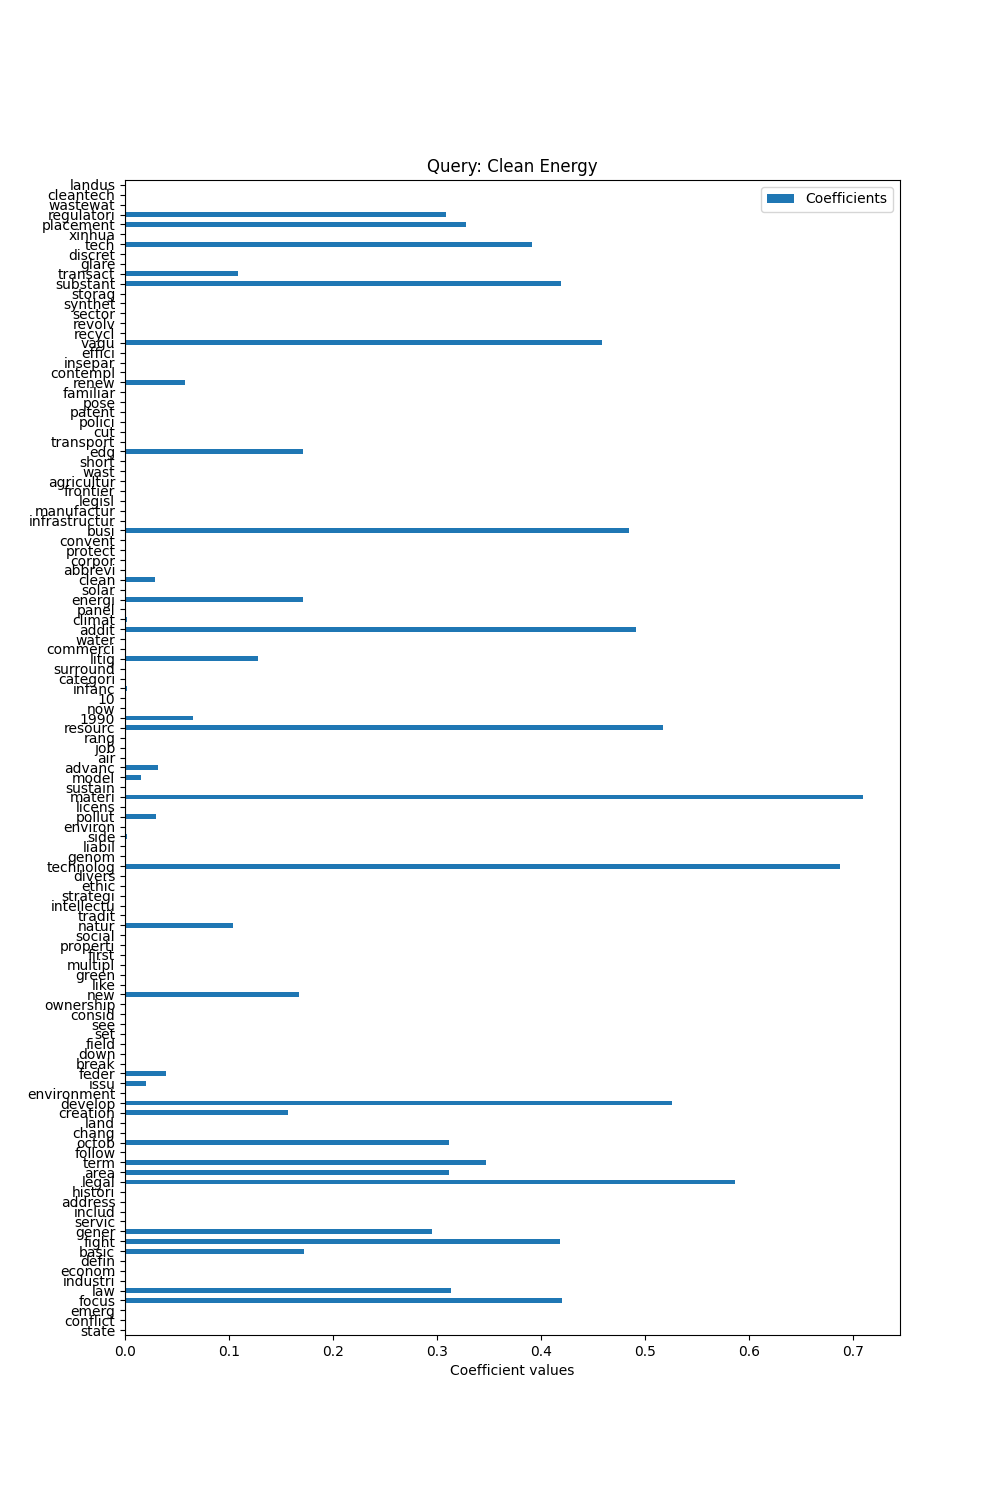 Query: Clean Energy
Coefficients
landus
cleantech
wastewat
regulatori
placement
xinhua
tech
discret
glare
transact
substant
storag
synthet
sector
revolv
recycl
vagu
effici
insepar
contempl
renew
familiar
pose
patent
polici
cut
transport
edg
short
wast
agricultur
frontier
legisl
manufactur
infrastructur
busi
convent
protect
corpor
abbrevi
clean
solar
energi
panel
climat
addit
water
commerci
litig
surround
categori
infanc
10
now
1990
resourc
rang
job
air
advanc
model
sustain
materi
licens
pollut
environ
side
liabil
genom
technolog
divers
ethic
strategi
intellectu
tradit
natur
social
properti
first
multipl
green
like
new
ownership
consid
see
set
field
down
break
feder
issu
environment
develop
creation
land
chang
octob
follow
term
area
legal
histori
address
includ
servic
gener
fight
basic
defin
econom
industri
law
focus
emerg
conflict
state
0.0 0.1 0.2 0.3 0.4 0.5 0.6 0.7
Coefficient values